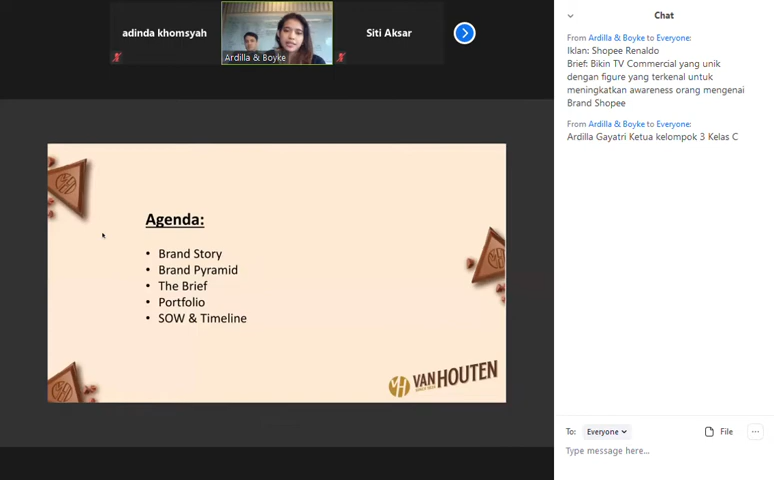 adinda khomsyah
Ardilla & Boyke
Siti Aksar
Agenda:
• Brand Story
• Brand Pyramid
• The Brief
• Portfolio
• SOW & Timeline
VH VAN HOUTEN
Chat
From Ardilla & Boyke to Everyone:
Iklan: Shopee Renaldo
Brief: Bikin TV Commercial yang unik
dengan figure yang terkenal untuk
meningkatkan awareness orang mengenai
Brand Shopee
From Ardilla & Boyke to Everyone:
Ardilla Gayatri Ketua kelompok 3 Kelas C
To: Everyone File ...
Type message here...